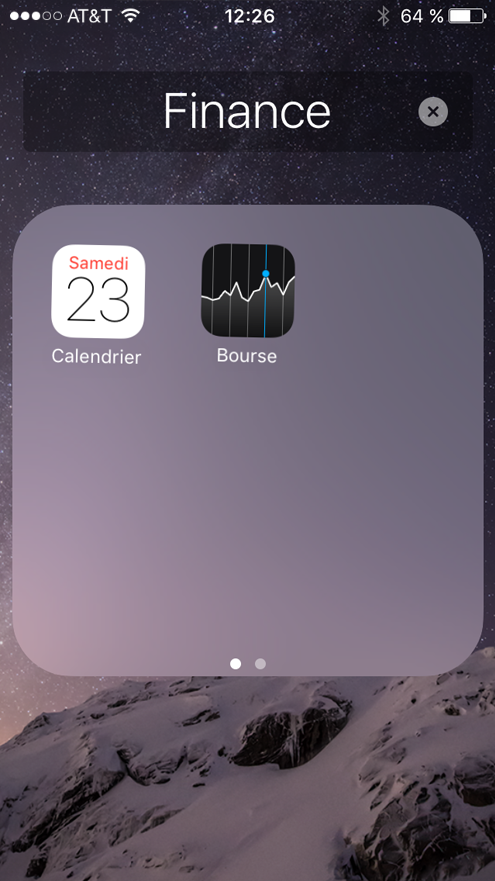 AT&T 12:26 64 %
Finance
Samedi
23
Calendrier Bourse